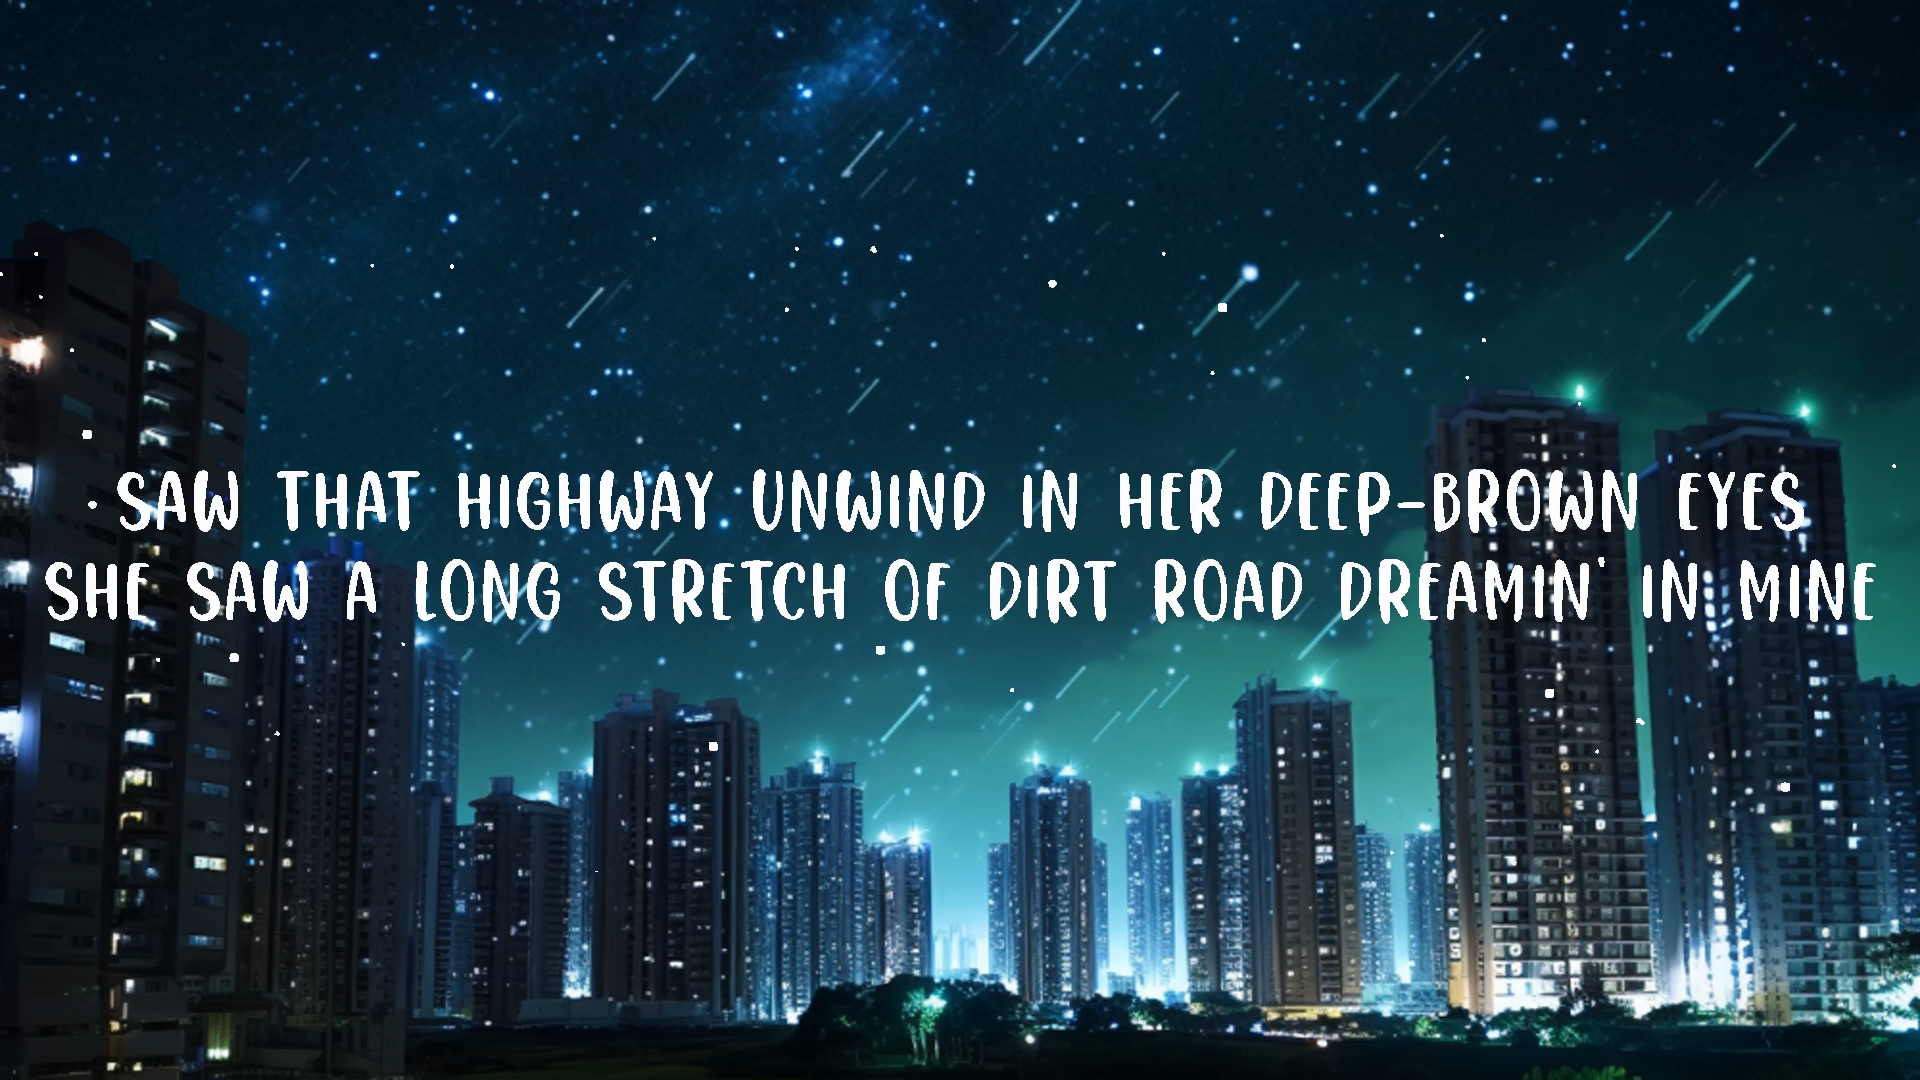 SAW THAT HIGHWAY UNWIND IN HER DEEP-BROWN EYES
SHE SAW A LONG STRETCH OF DIRT ROAD DREAMIN' IN MINE